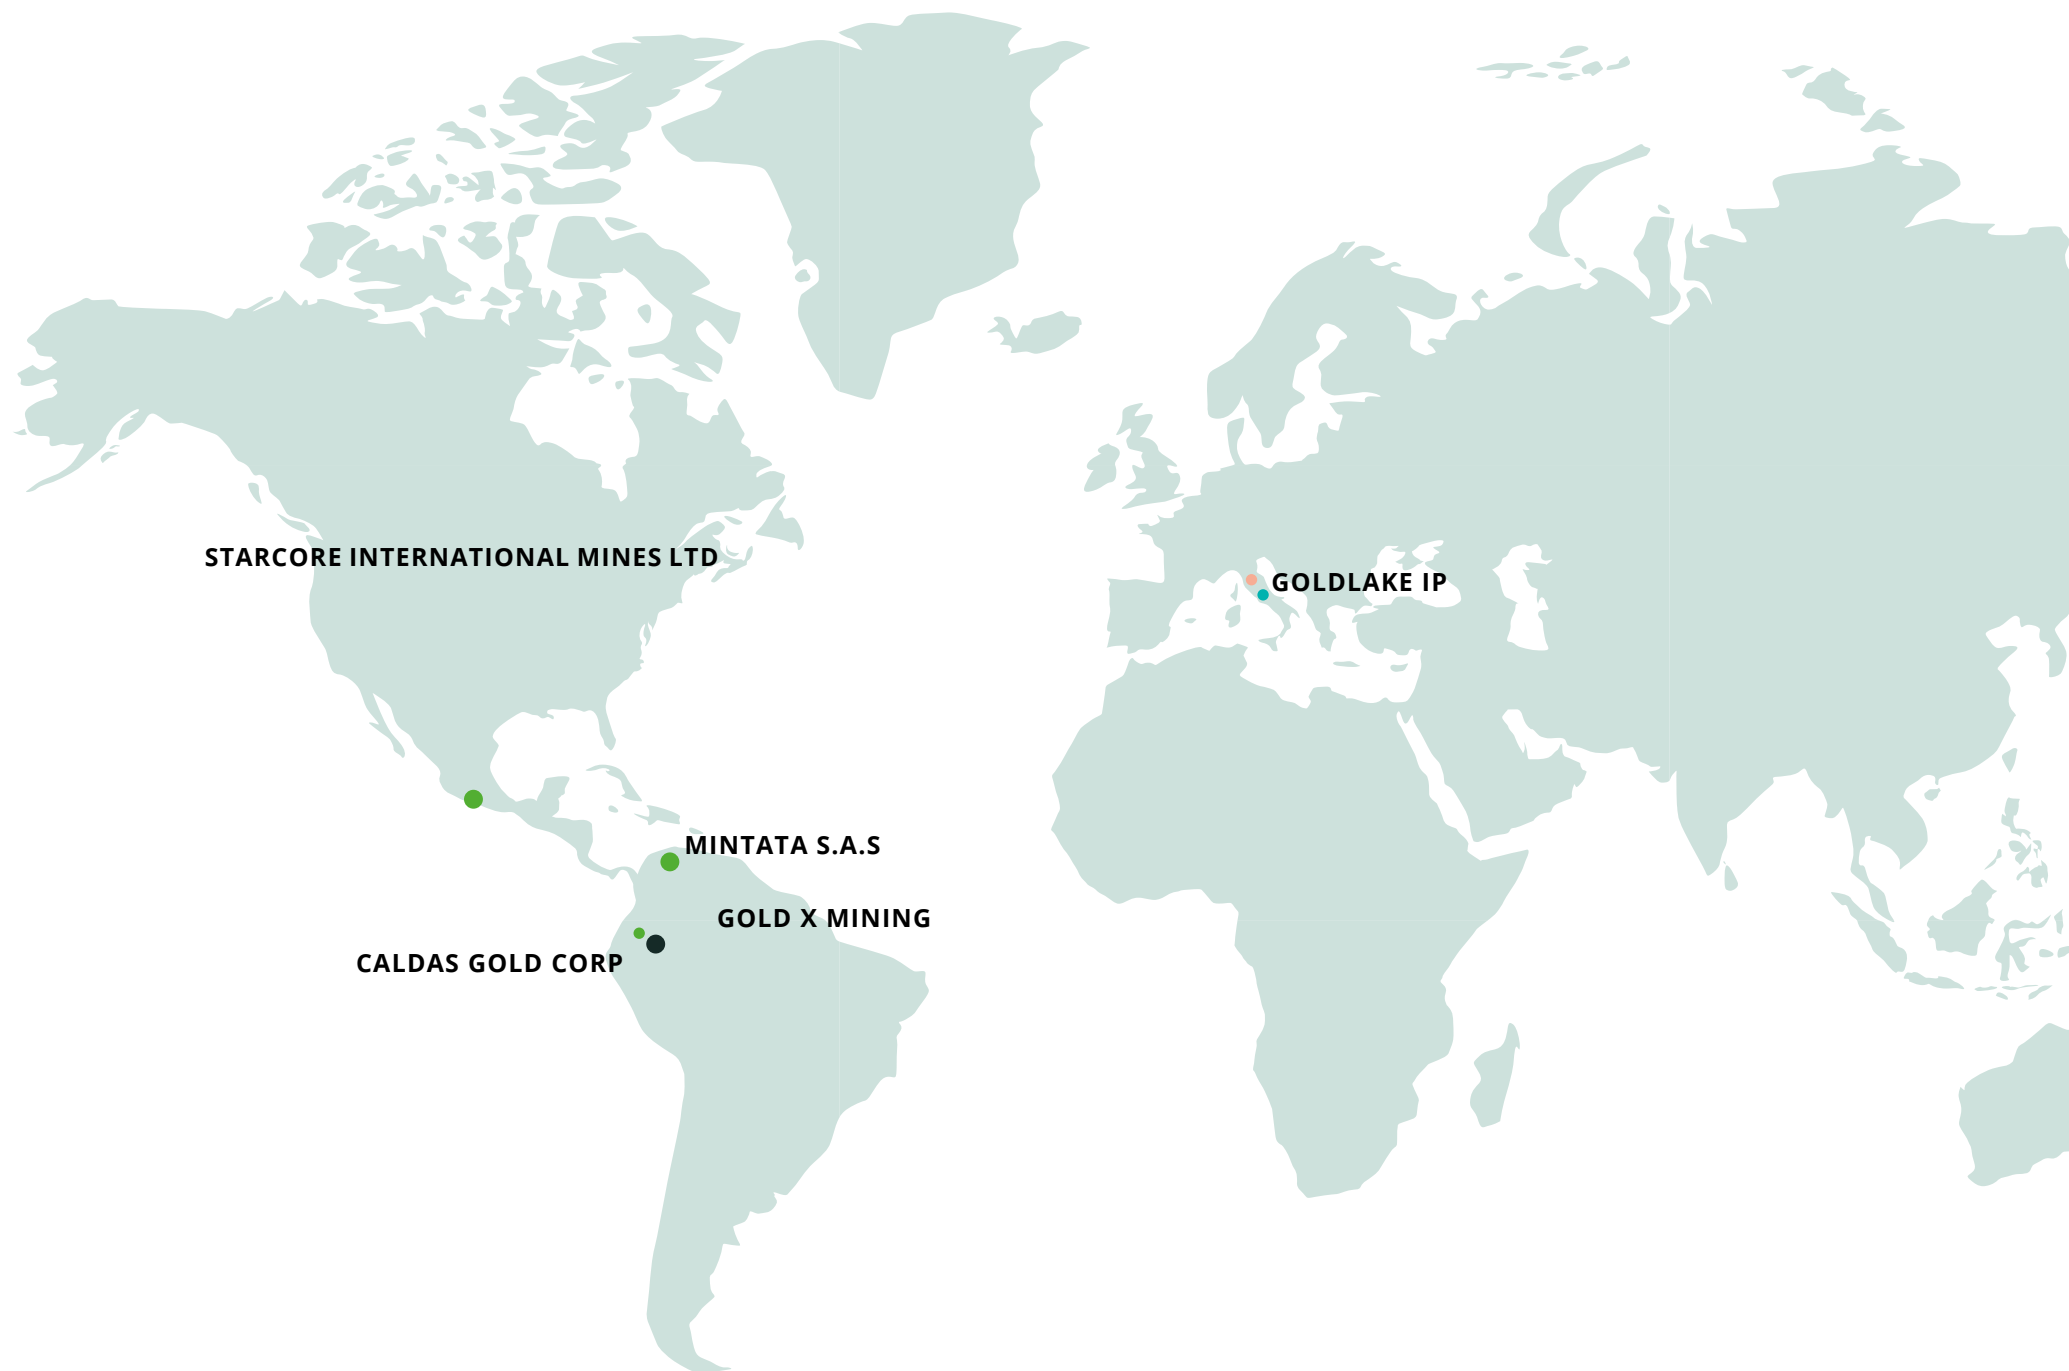 STARCORE INTERNATIONAL MINES LTD
GOLDLAKE IP
MINTATA S.A.S
GOLD X MINING
CALDAS GOLD CORP